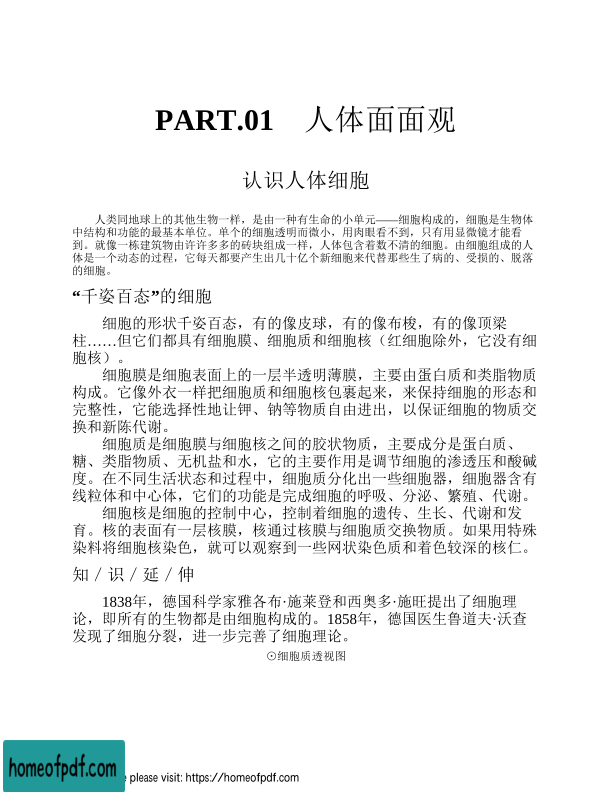 PART.01 人体面面观
认识人体细胞
人类同地球上的其他生物一样，是由一种有生命的小单元——细胞构成的，细胞是生物体
中结构和功能的最基本单位。单个的细胞透明而微小，用肉眼看不到，只有用显微镜才能看
到。就像一栋建筑物由许许多多的砖块组成一样，人体包含着数不清的细胞。由细胞组成的人
体是一个动态的过程，它每天都要产生出几十亿个新细胞来代替那些生了病的、受损的、脱落
的细胞。
“千姿百态”的细胞
细胞的形状千姿百态，有的像皮球，有的像布梭，有的像顶梁
柱……但它们都具有细胞膜、细胞质和细胞核（红细胞除外，它没有细
胞核）。
细胞膜是细胞表面上的一层半透明薄膜，主要由蛋白质和类脂物质
构成。它像外衣一样把细胞质和细胞核包裹起来，来保持细胞的形态和
完整性，它能选择性地让钾、钠等物质自由进出，以保证细胞的物质交
换和新陈代谢。
细胞质是细胞膜与细胞核之间的胶状物质，主要成分是蛋白质、
糖、类脂物质、无机盐和水，它的主要作用是调节细胞的渗透压和酸碱
度。在不同生活状态和过程中，细胞质分化出一些细胞器，细胞器含有
线粒体和中心体，它们的功能是完成细胞的呼吸、分泌、繁殖、代谢。
细胞核是细胞的控制中心，控制着细胞的遗传、生长、代谢和发
育。核的表面有一层核膜，核通过核膜与细胞质交换物质。如果用特殊
染料将细胞核染色，就可以观察到一些网状染色质和着色较深的核仁。
知／识／延／伸
1838年，德国科学家雅各布·施莱登和西奥多·施旺提出了细胞理
论，即所有的生物都是由细胞构成的。1858年，德国医生鲁道夫·沃查
发现了细胞分裂，进一步完善了细胞理论。
⊙细胞质透视图
homeofpdf.com
please visit: https://homeofpdf.com